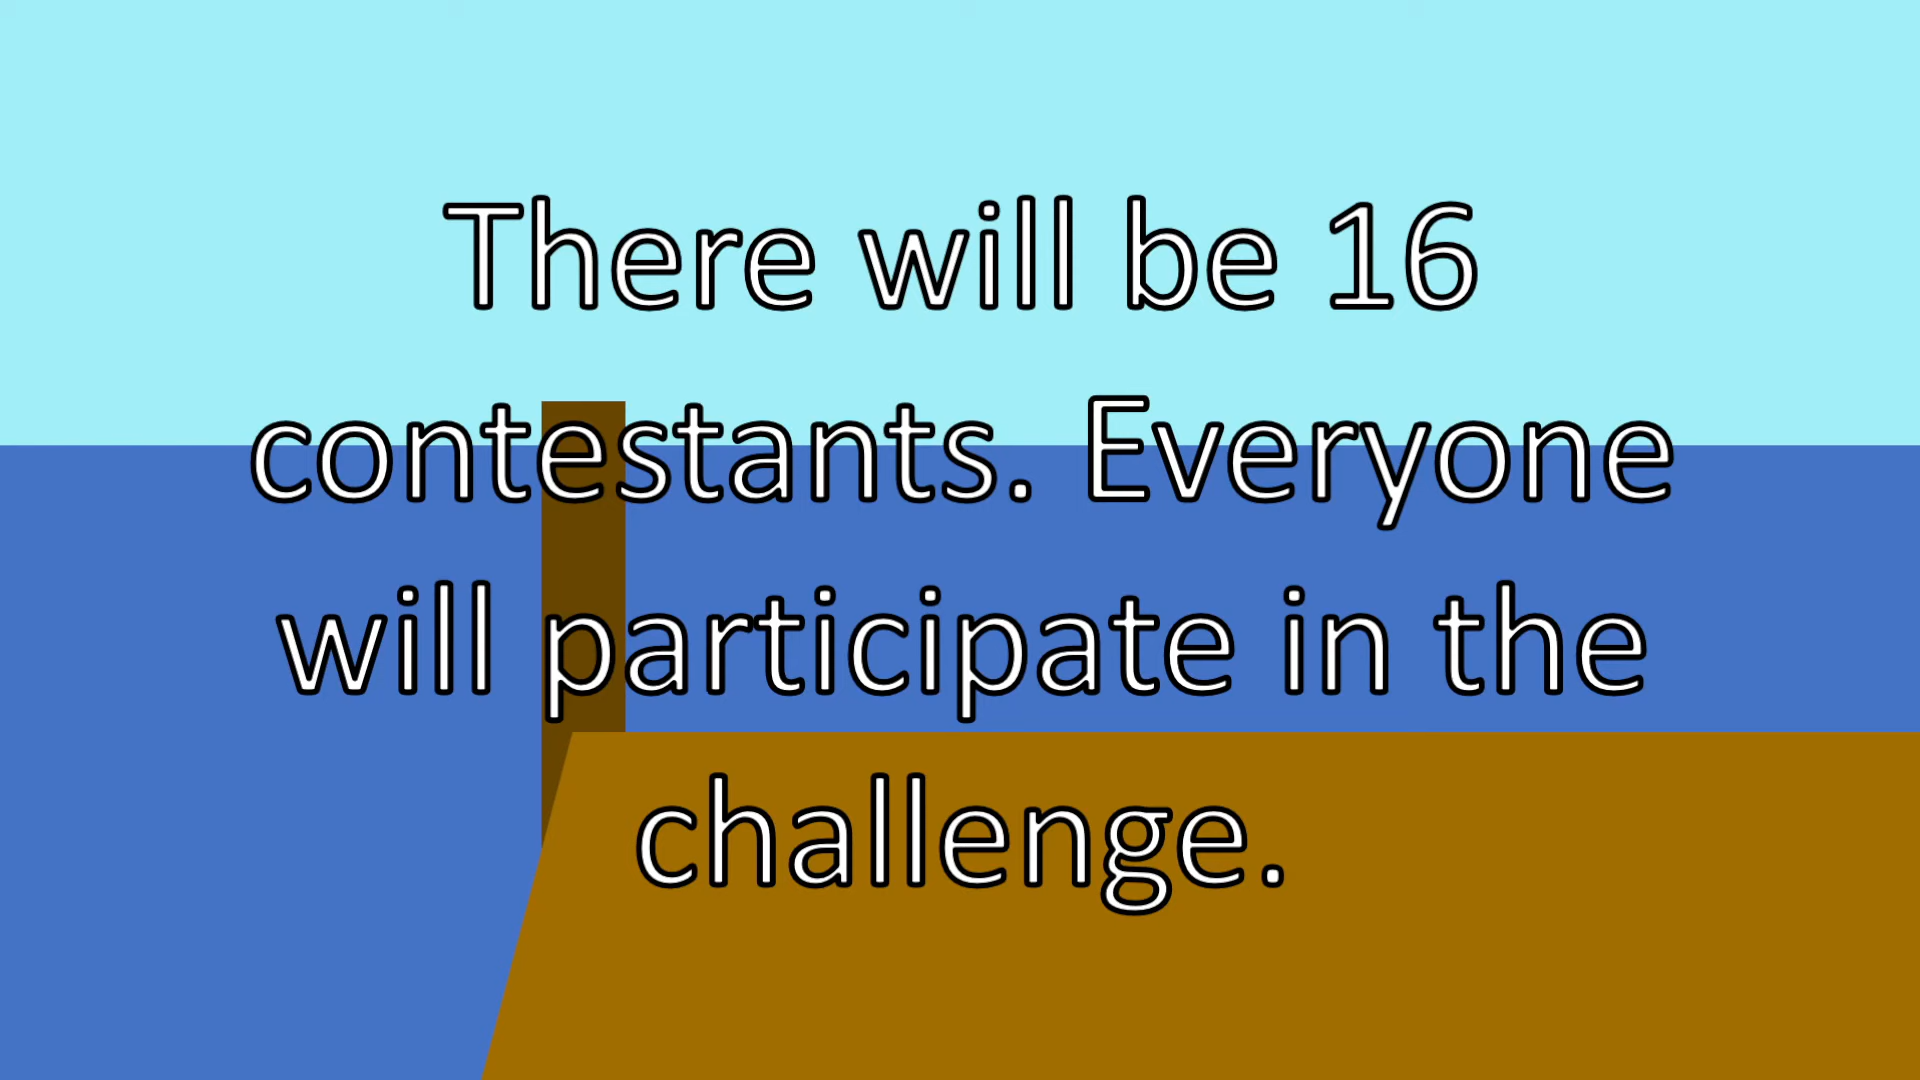 There will be 16
contestants. Everyone
will participate in the
challenge.